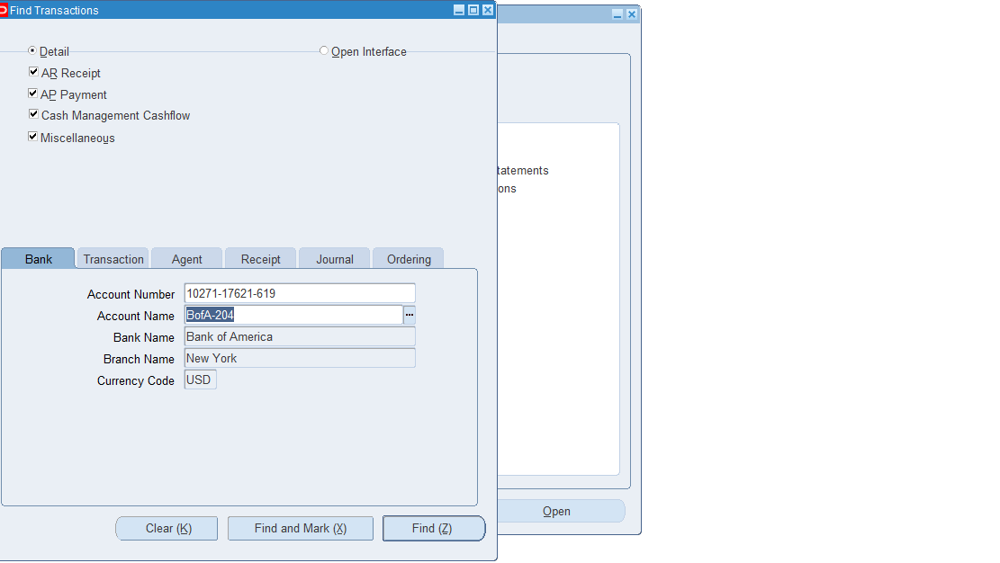 Find Transactions
Detail
Open Interface
AR Receipt
AP Payment
Cash Management Cashflow
Miscellaneous
tatements
ons
Bank Transaction Agent Receipt Journal Ordering
Account Number 10271-17621-619
Account Name BofA-204
Bank Name Bank of America
Branch Name New York
Currency Code USD
Open
Clear (K) Find and Mark (X) Find (Z)